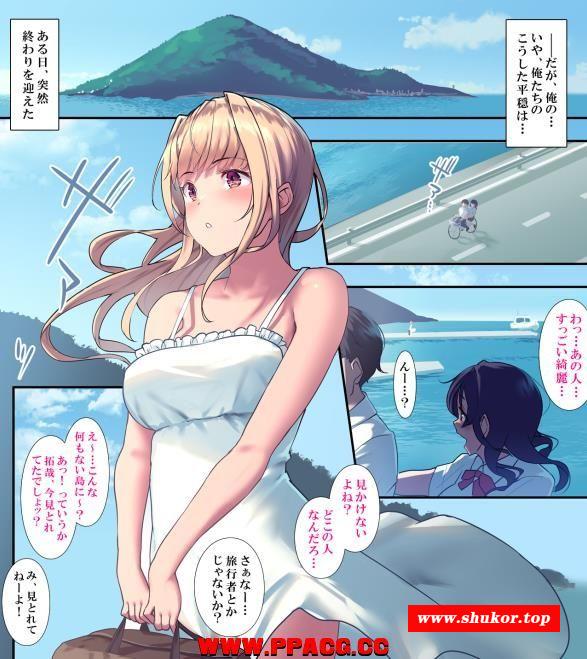 ――だが、俺の…
いや、俺たちの
こうした平穏は…
ある日、突然
終わりを迎えた
わっ…あの人…
すっごい綺麗…
んー…?
見かけない
よね?
どこの人
なんだろ…
さぁなー…
旅行者とか
じゃないか?
え〜…こんな
何もない島に〜?
あっ!っていうか
拓哉、今見とれ
てたでしょッ?
み、見とれて
ねーよ!
www.shukor.top
WWW.PPACG.CC